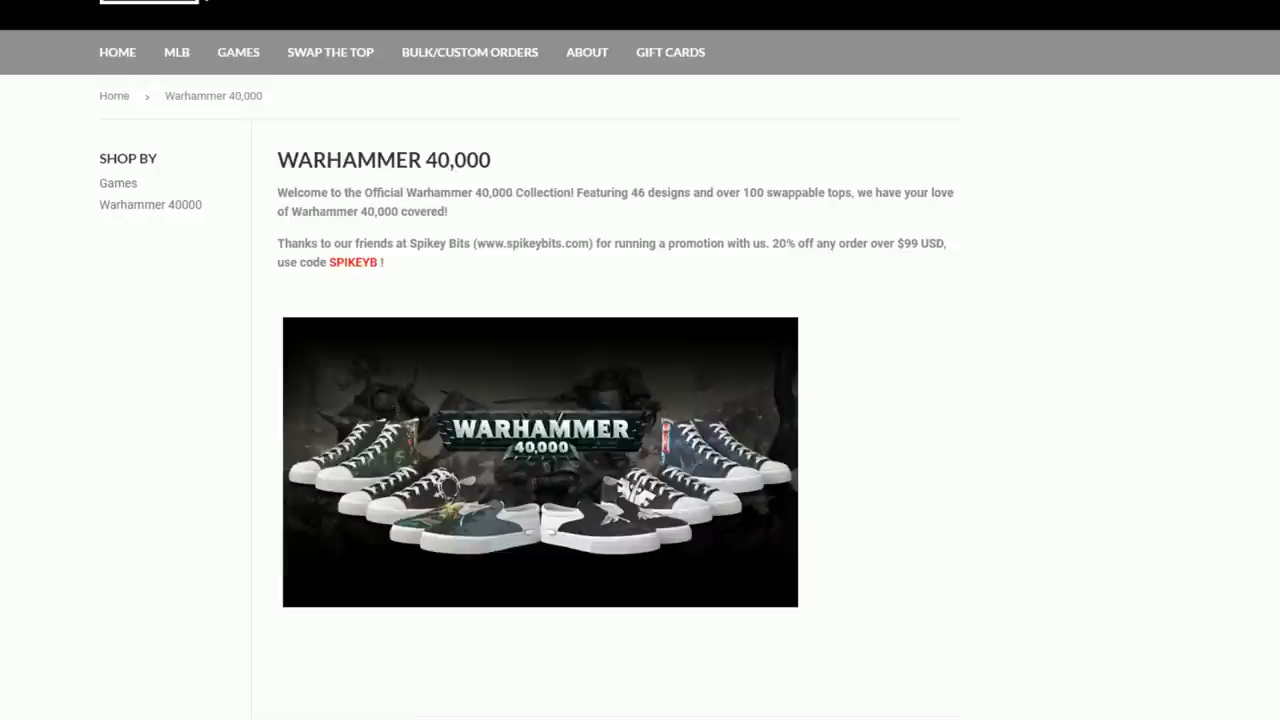 HOME MLB GAMES SWAP THE TOP BULK/CUSTOM ORDERS ABOUT GIFT CARDS
Home › Warhammer 40,000
SHOP BY
Games
Warhammer 40000
WARHAMMER 40,000
Welcome to the Official Warhammer 40,000 Collection! Featuring 46 designs and over 100 swappable tops, we have your love
of Warhammer 40,000 covered!
Thanks to our friends at Spikey Bits (www.spikeybits.com) for running a promotion with us. 20% off any order over $99 USD,
use code SPIKEYB !
WARHAMMER
40,000